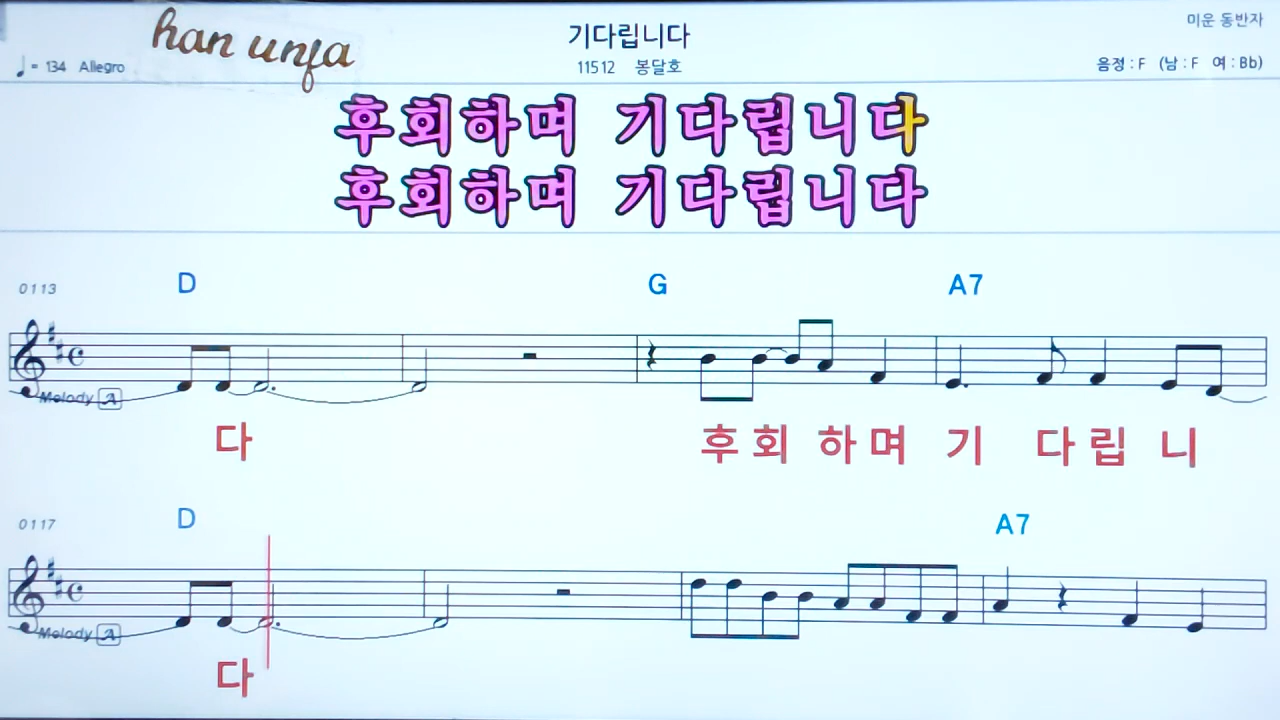 han unfa
기다립니다
미운 동반자
♩= 134 Allegro
11512 봉달호
음정 : F (남 : F 여 : Bb)
후회하며 기다립니다
후회하며 기다립니다
0113
D G A7
Melody A
다 후 회 하 며 기 다 립 니
0117
D A7
Melody A
다